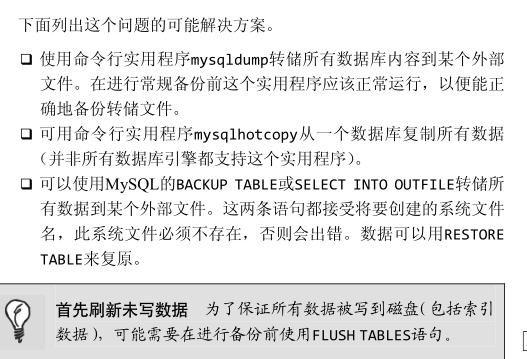 下面列出这个问题的可能解决方案。
❑ 使用命令行实用程序mysqldump转储所有数据库内容到某个外部
文件。在进行常规备份前这个实用程序应该正常运行，以便能正
确地备份转储文件。
❑ 可用命令行实用程序mysqlhotcopy从一个数据库复制所有数据
（并非所有数据库引擎都支持这个实用程序）。
❑ 可以使用MySQL的BACKUP TABLE或SELECT INTO OUTFILE转储所
有数据到某个外部文件。这两条语句都接受将要创建的系统文件
名，此系统文件必须不存在，否则会出错。数据可以用RESTORE
TABLE来复原。
首先刷新未写数据 为了保证所有数据被写到磁盘（包括索引
数据），可能需要在进行备份前使用FLUSH TABLES语句。